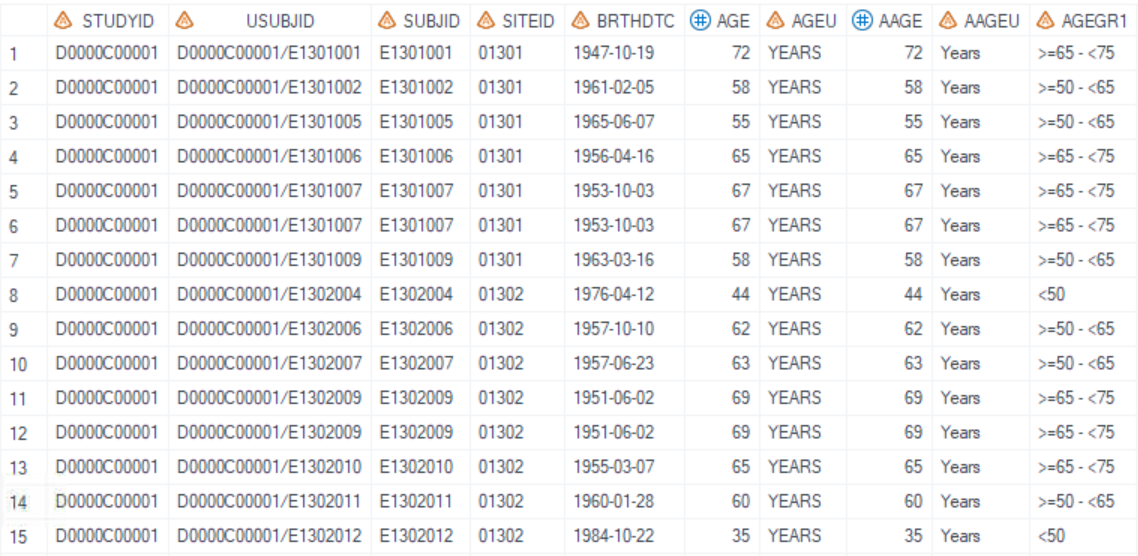 STUDYID USUBJID SUBJID SITEID BRTHDTC AGE AGEU AAGE AAGEU AGEGR1
1 D0000C00001 D0000C00001/E1301001 E1301001 01301 1947-10-19 72 YEARS 72 Years >=65 - <75
2 D0000C00001 D0000C00001/E1301002 E1301002 01301 1961-02-05 58 YEARS 58 Years >=50 - <65
3 D0000C00001 D0000C00001/E1301005 E1301005 01301 1965-06-07 55 YEARS 55 Years >=50 - <65
4 D0000C00001 D0000C00001/E1301006 E1301006 01301 1956-04-16 65 YEARS 65 Years >=65 - <75
5 D0000C00001 D0000C00001/E1301007 E1301007 01301 1953-10-03 67 YEARS 67 Years >=65 - <75
6 D0000C00001 D0000C00001/E1301007 E1301007 01301 1953-10-03 67 YEARS 67 Years >=65 - <75
7 D0000C00001 D0000C00001/E1301009 E1301009 01301 1963-03-16 58 YEARS 58 Years >=50 - <65
8 D0000C00001 D0000C00001/E1302004 E1302004 01302 1976-04-12 44 YEARS 44 Years <50
9 D0000C00001 D0000C00001/E1302006 E1302006 01302 1957-10-10 62 YEARS 62 Years >=50 - <65
10 D0000C00001 D0000C00001/E1302007 E1302007 01302 1957-06-23 63 YEARS 63 Years >=50 - <65
11 D0000C00001 D0000C00001/E1302009 E1302009 01302 1951-06-02 69 YEARS 69 Years >=65 - <75
12 D0000C00001 D0000C00001/E1302009 E1302009 01302 1951-06-02 69 YEARS 69 Years >=65 - <75
13 D0000C00001 D0000C00001/E1302010 E1302010 01302 1955-03-07 65 YEARS 65 Years >=65 - <75
14 D0000C00001 D0000C00001/E1302011 E1302011 01302 1960-01-28 60 YEARS 60 Years >=50 - <65
15 D0000C00001 D0000C00001/E1302012 E1302012 01302 1984-10-22 35 YEARS 35 Years <50